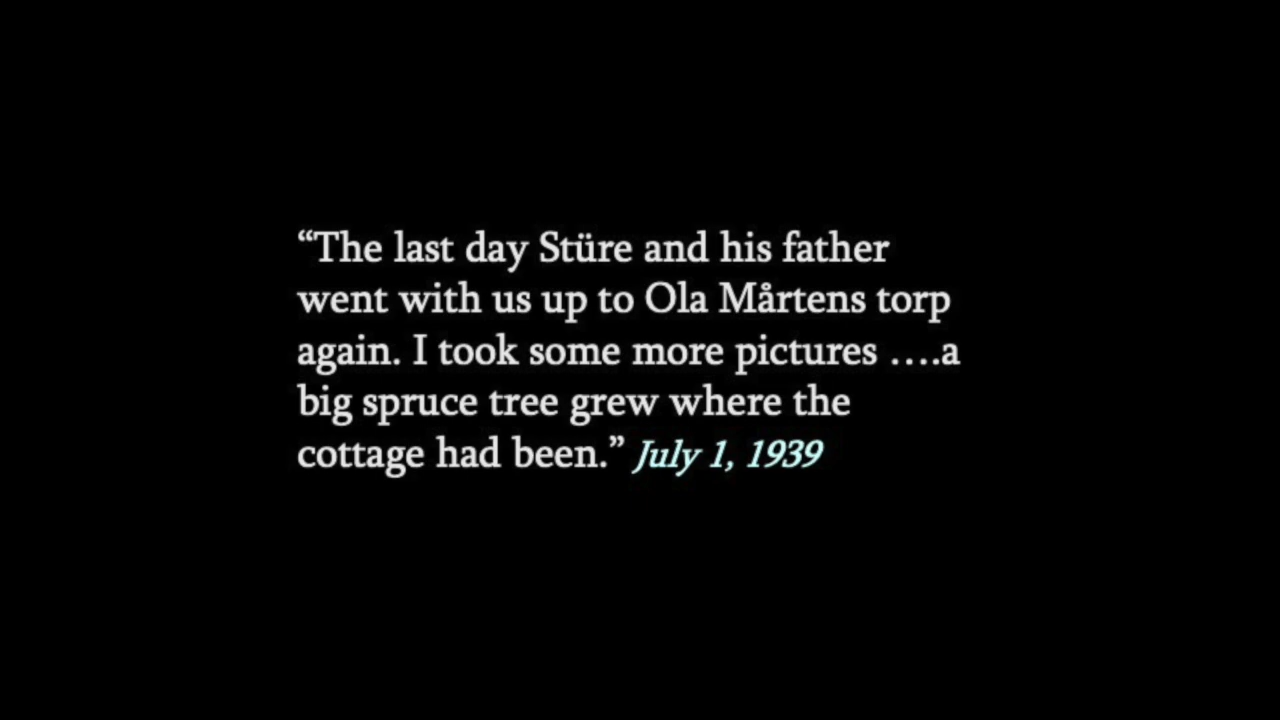 “The last day Stüre and his father
went with us up to Ola Mårtens torp
again. I took some more pictures ….a
big spruce tree grew where the
cottage had been.” July 1, 1939